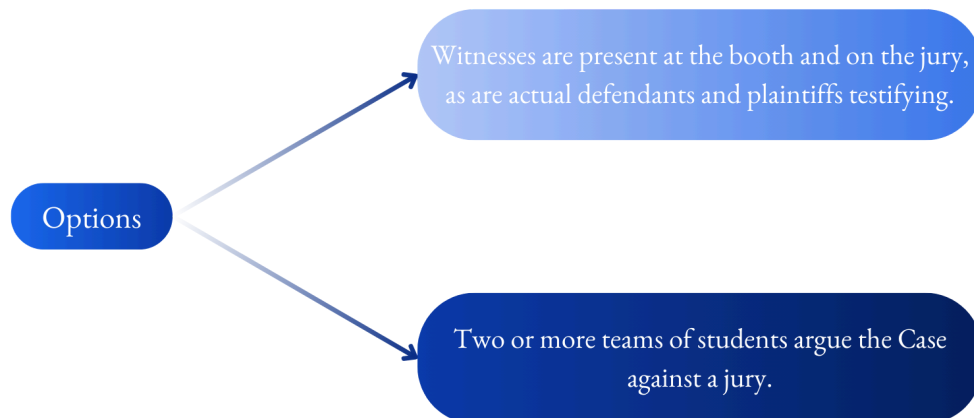 Witnesses are present at the booth and on the jury,
as are actual defendants and plaintiffs testifying.
Options
Two or more teams of students argue the Case
against a jury.